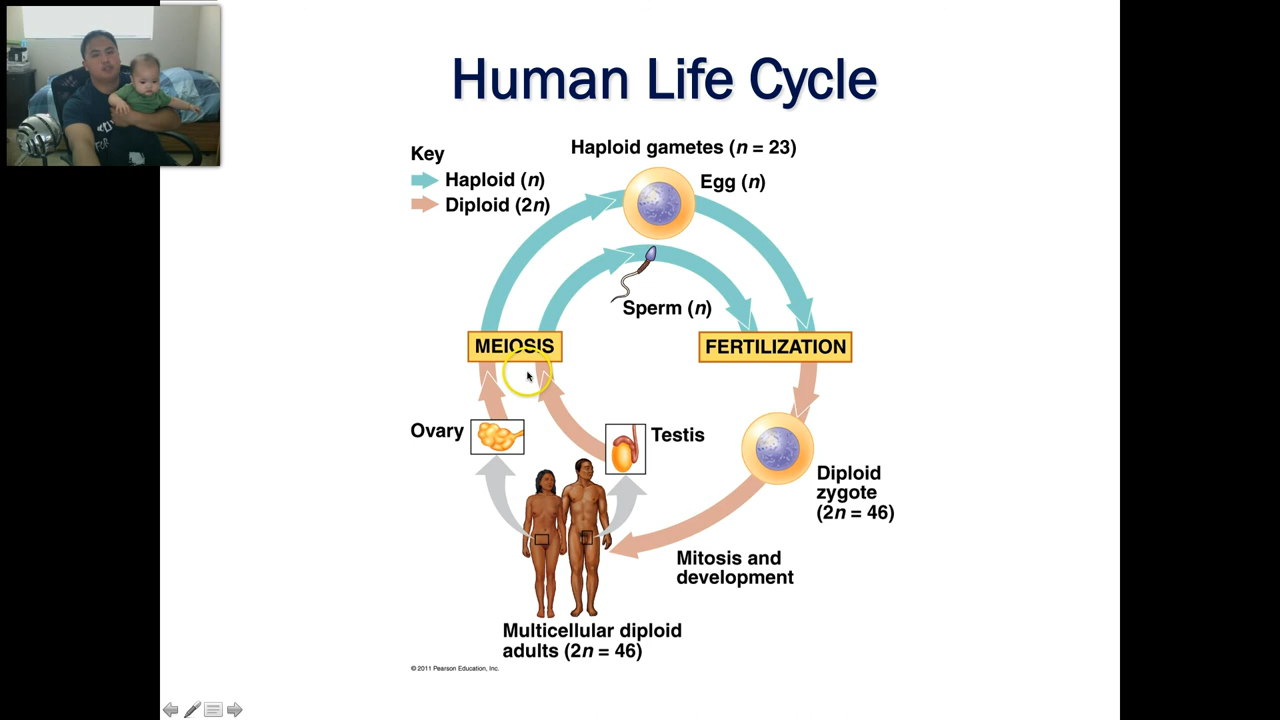 Human Life Cycle
Key
Haploid (n)
Diploid (2n)
Haploid gametes (n = 23)
Egg (n)
Sperm (n)
MEIOSIS
FERTILIZATION
Ovary
Testis
Diploid
zygote
(2n = 46)
Mitosis and
development
Multicellular diploid
adults (2n = 46)
© 2011 Pearson Education, Inc.